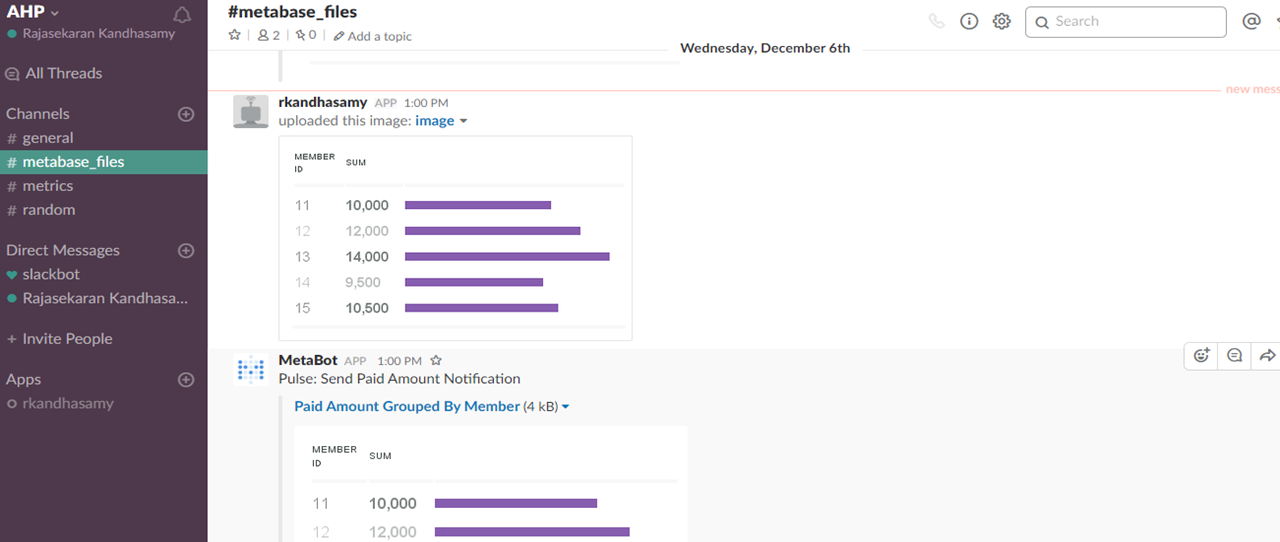 AHP
Rajasekaran Kandhasamy
All Threads
Channels
# general
# metabase_files
# metrics
# random
Direct Messages
slackbot
Rajasekaran Kandhasa...
+ Invite People
Apps
rkandhasamy
#metabase_files
2 | 0 | Add a topic
Search
@
Wednesday, December 6th
new mess
rkandhasamy APP 1:00 PM
uploaded this image: image
MEMBER ID SUM
11 10,000
12 12,000
13 14,000
14 9,500
15 10,500
MetaBot APP 1:00 PM
Pulse: Send Paid Amount Notification
Paid Amount Grouped By Member (4 kB)
MEMBER ID SUM
11 10,000
12 12,000